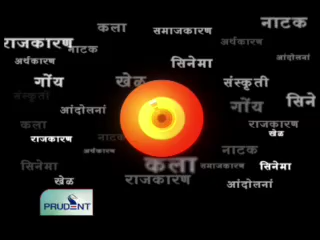 कला
समाजकारण
नाटक
राजकारण
नाटक
अर्थकारण
अर्थकारण
सिनेमा
आंदोलनां
गोंय
खेळ
संस्कृती
संस्कृती
गोंय
सिने
आंदोलनां
कला
राजकारण
राजकारण
नाटक
खेळ
अर्थकारण
कला
सिनेमा
समाजकारण
सिनेमा
खेळ
राजकारण
आंदोलनां
PRUDENT